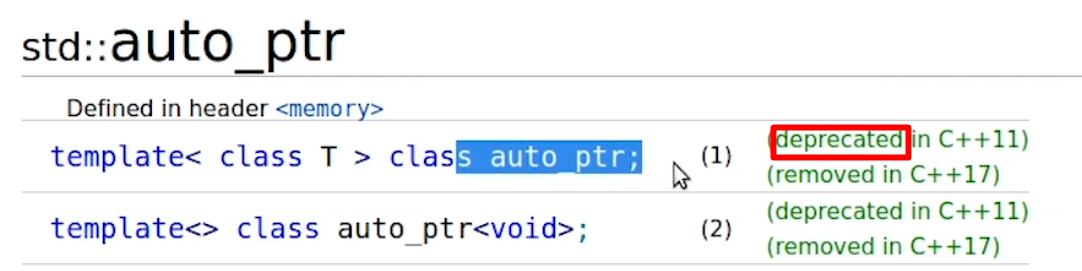 std::auto_ptr
Defined in header <memory>
template< class T > class auto_ptr; (1) (deprecated in C++11)
(removed in C++17)
template<> class auto_ptr<void>; (2) (deprecated in C++11)
(removed in C++17)